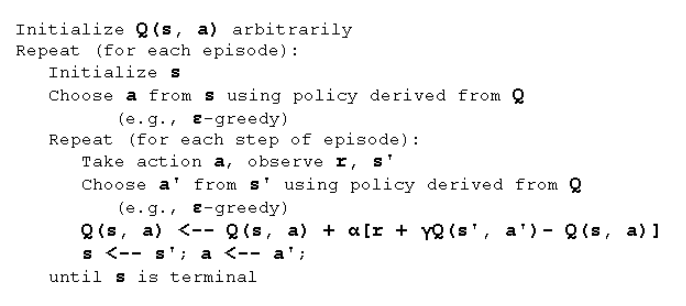 Initialize Q(s, a) arbitrarily
Repeat (for each episode):
Initialize s
Choose a from s using policy derived from Q
(e.g., ε-greedy)
Repeat (for each step of episode):
Take action a, observe r, s'
Choose a' from s' using policy derived from Q
(e.g., ε-greedy)
Q(s, a) <-- Q(s, a) + α[r + γQ(s', a')- Q(s, a)]
s <-- s'; a <-- a';
until s is terminal